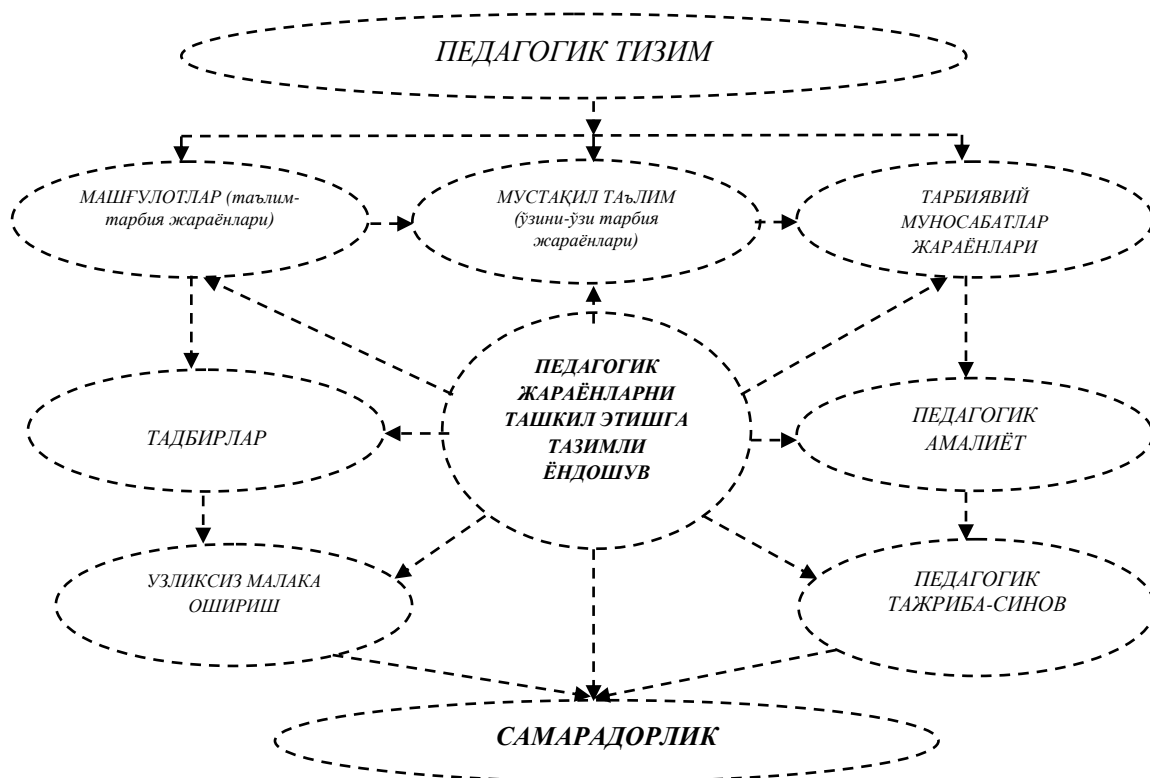 ПЕДАГОГИК ТИЗИМ
МАШҒУЛОТЛАР (таълим-
тарбия жараёнлари)
МУСТАҚИЛ ТАЪЛИМ
(ўзини-ўзи тарбия
жараёнлари)
ТАРБИЯВИЙ
МУНОСАБАТЛАР
ЖАРАЁНЛАРИ
ПЕДАГОГИК
ЖАРАЁНЛАРНИ
ТАШКИЛ ЭТИШГА
ТАЗИМЛИ
ЁНДОШУВ
ТАДБИРЛАР
ПЕДАГОГИК
АМАЛИЁТ
УЗЛИКСИЗ МАЛАКА
ОШИРИШ
ПЕДАГОГИК
ТАЖРИБА-СИНОВ
САМАРАДОРЛИК